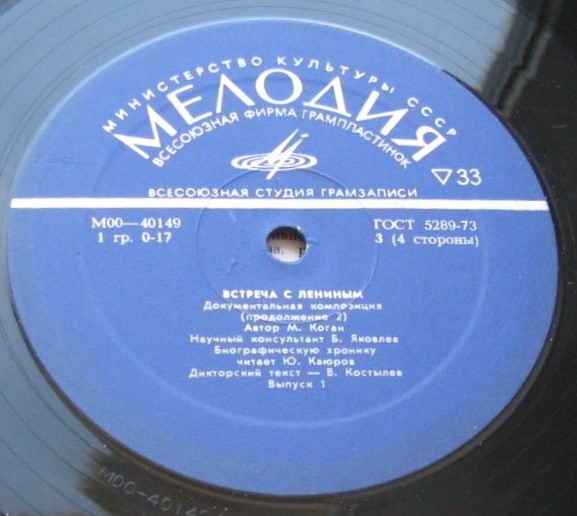 МИНИСТЕРСТВО КУЛЬТУРЫ СССР
МЕЛОДИЯ
ВСЕСОЮЗНАЯ ФИРМА ГРАМПЛАСТИНОК
33
ВСЕСОЮЗНАЯ СТУДИЯ ГРАМЗАПИСИ
М00—40149
ГОСТ 5289-73
1 гр. 0-17
3 (4 стороны)
ВСТРЕЧА С ЛЕНИНЫМ
Документальная композиция
(продолжение 2)
Автор М. Коган
Научный консультант Б. Яковлев
Биографическую хронику
читает Ю. Каюров
Дикторский текст — В. Костылев
Выпуск 1
М00-40149